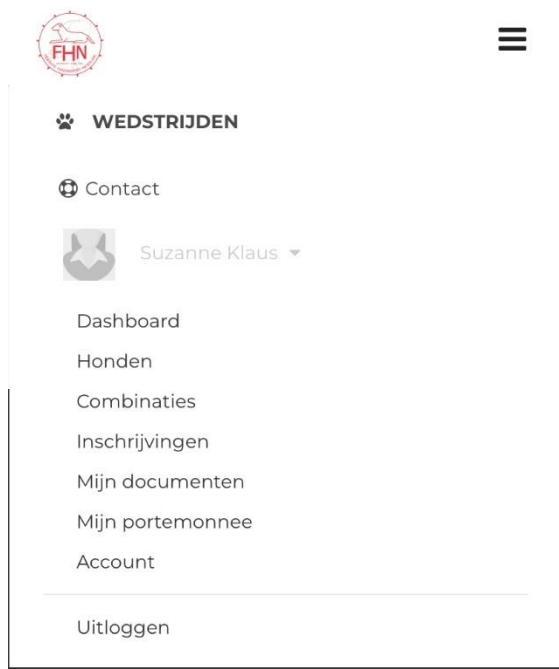 FHN
WEDSTRIJDEN
Contact
Suzanne Klaus
Dashboard
Honden
Combinaties
Inschrijvingen
Mijn documenten
Mijn portemonnee
Account
Uitloggen